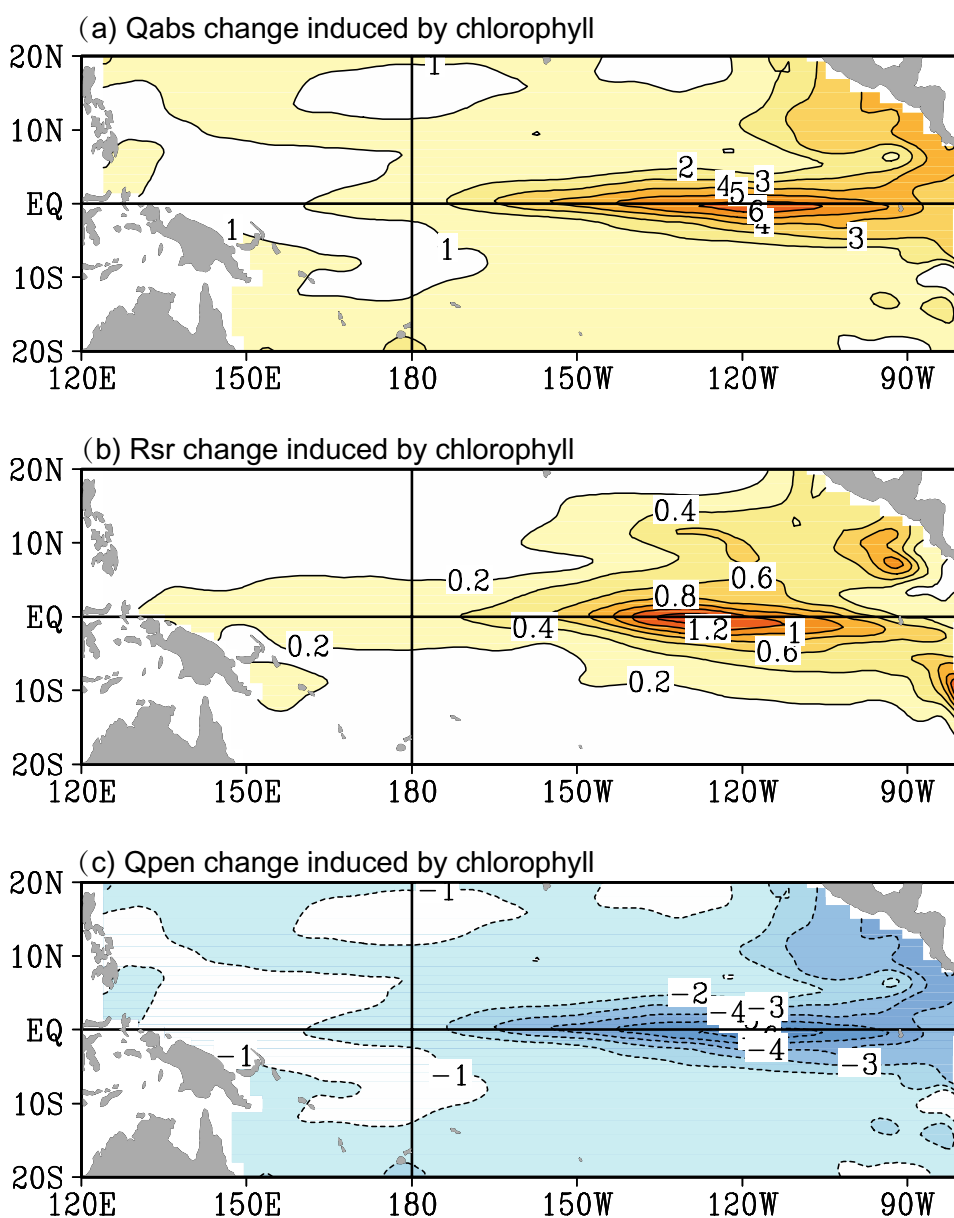 (a) Qabs change induced by chlorophyll
20N
1
10N
2
3
4
5
EQ
6
4
1
1
3
10S
20S
120E 150E 180 150W 120W 90W
(b) Rsr change induced by chlorophyll
20N
0.4
10N
0.2
0.6
0.8
EQ
0.4
1.2
1
0.2
0.6
0.2
10S
20S
120E 150E 180 150W 120W 90W
(c) Qpen change induced by chlorophyll
20N
-1
10N
-2
-4
-3
EQ
-4
-1
-1
-3
10S
20S
120E 150E 180 150W 120W 90W